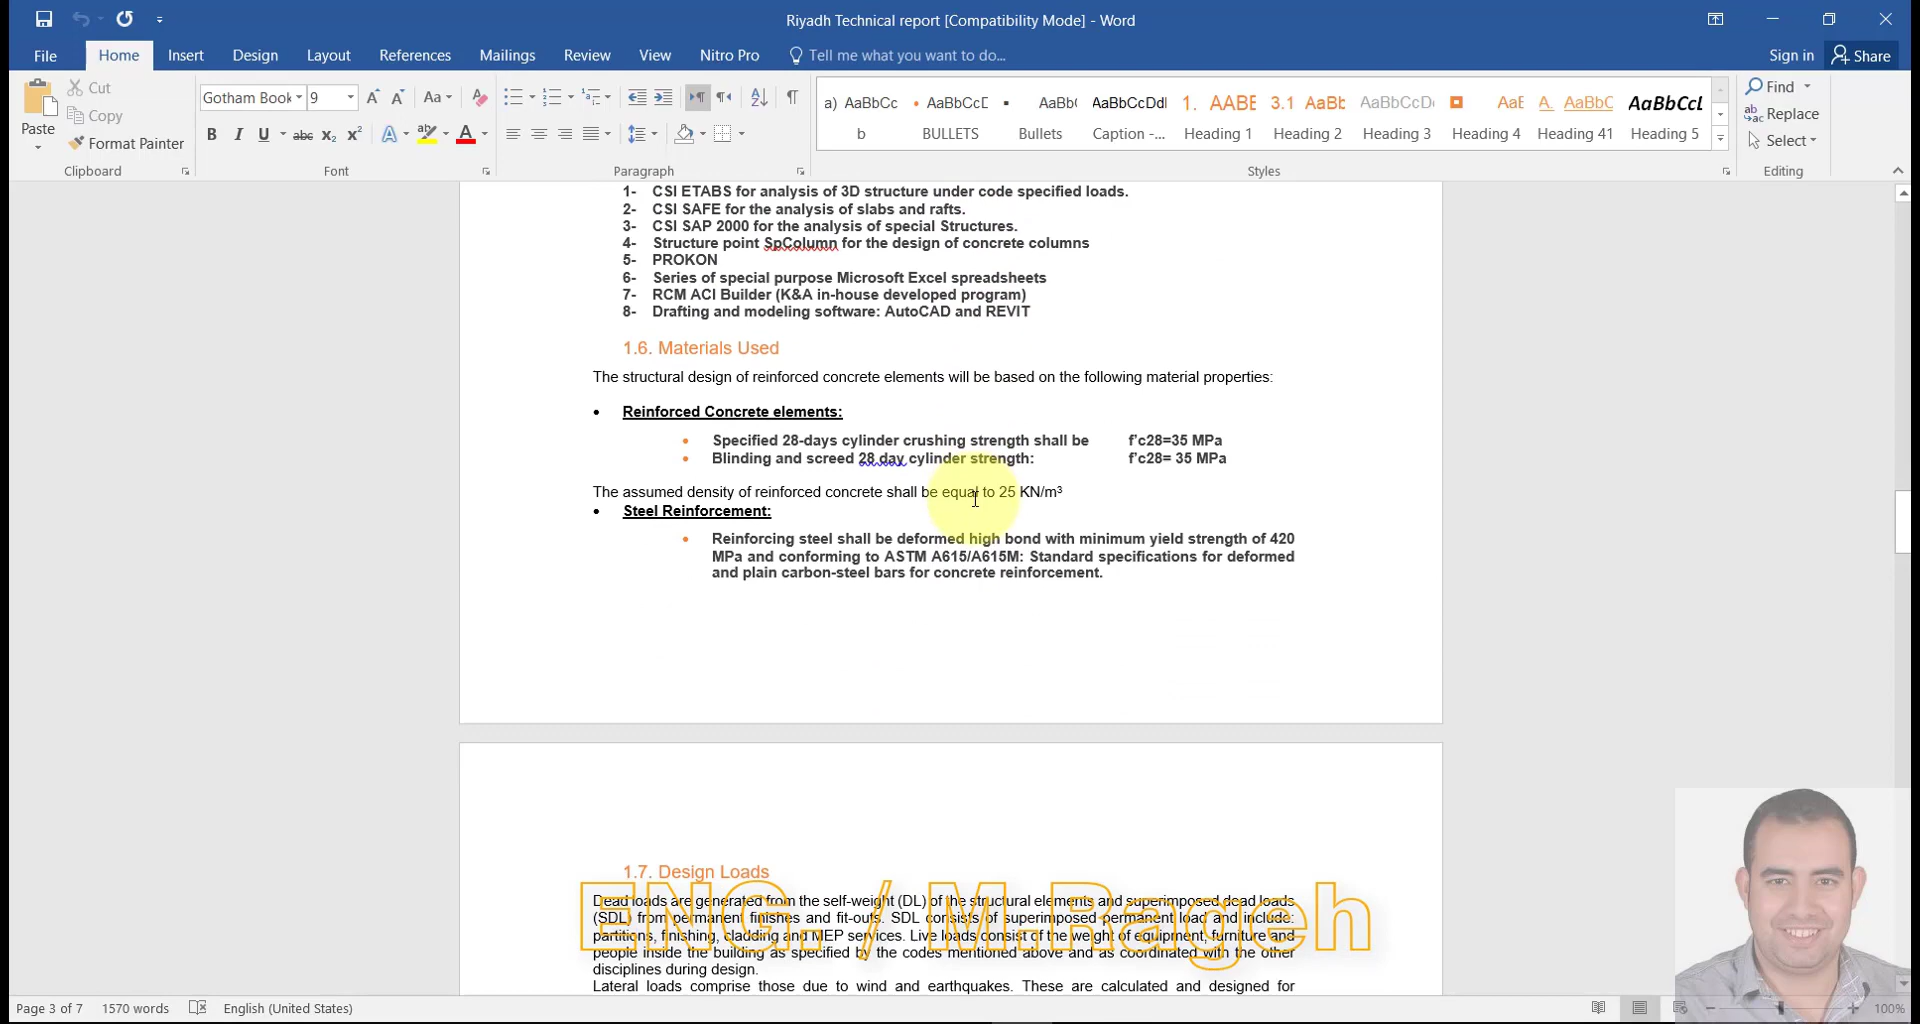 Riyadh Technical report [Compatibility Mode] - Word
File Home Insert Design Layout References Mailings Review View Nitro Pro Tell me what you want to do... Sign in Share
Paste
Cut
Copy
Format Painter
Clipboard
Gotham Book 9
Font
Paragraph
a) AaBbCc AaBbCcD AaBb( AaBbCcDdI 1. AABE 3.1 AaBb AaBbCcD AaE A. AaBbC AaBbCcL
b BULLETS Bullets Caption -... Heading 1 Heading 2 Heading 3 Heading 4 Heading 41 Heading 5
Styles
Find
Replace
Select
Editing
1- CSI ETABS for analysis of 3D structure under code specified loads.
2- CSI SAFE for the analysis of slabs and rafts.
3- CSI SAP 2000 for the analysis of special Structures.
4- Structure point SpColumn for the design of concrete columns
5- PROKON
6- Series of special purpose Microsoft Excel spreadsheets
7- RCM ACI Builder (K&A in-house developed program)
8- Drafting and modeling software: AutoCAD and REVIT
1.6. Materials Used
The structural design of reinforced concrete elements will be based on the following material properties:
• Reinforced Concrete elements:
• Specified 28-days cylinder crushing strength shall be f'c28=35 MPa
• Blinding and screed 28 day cylinder strength: f'c28= 35 MPa
The assumed density of reinforced concrete shall be equal to 25 KN/m³
• Steel Reinforcement:
• Reinforcing steel shall be deformed high bond with minimum yield strength of 420
MPa and conforming to ASTM A615/A615M: Standard specifications for deformed
and plain carbon-steel bars for concrete reinforcement.
1.7. Design Loads
Dead loads are generated from the self-weight (DL) of the structural elements and superimposed dead loads
(SDL) from permanent finishes and fit-outs. SDL consists of superimposed permanent load and include:
partitions, finishing, cladding and MEP services. Live loads consist of the weight of equipment, furniture and
people inside the building as specified by the codes mentioned above and as coordinated with the other
disciplines during design.
Lateral loads comprise those due to wind and earthquakes. These are calculated and designed for
ENG. / M.Rageh
Page 3 of 7 1570 words English (United States) 100%